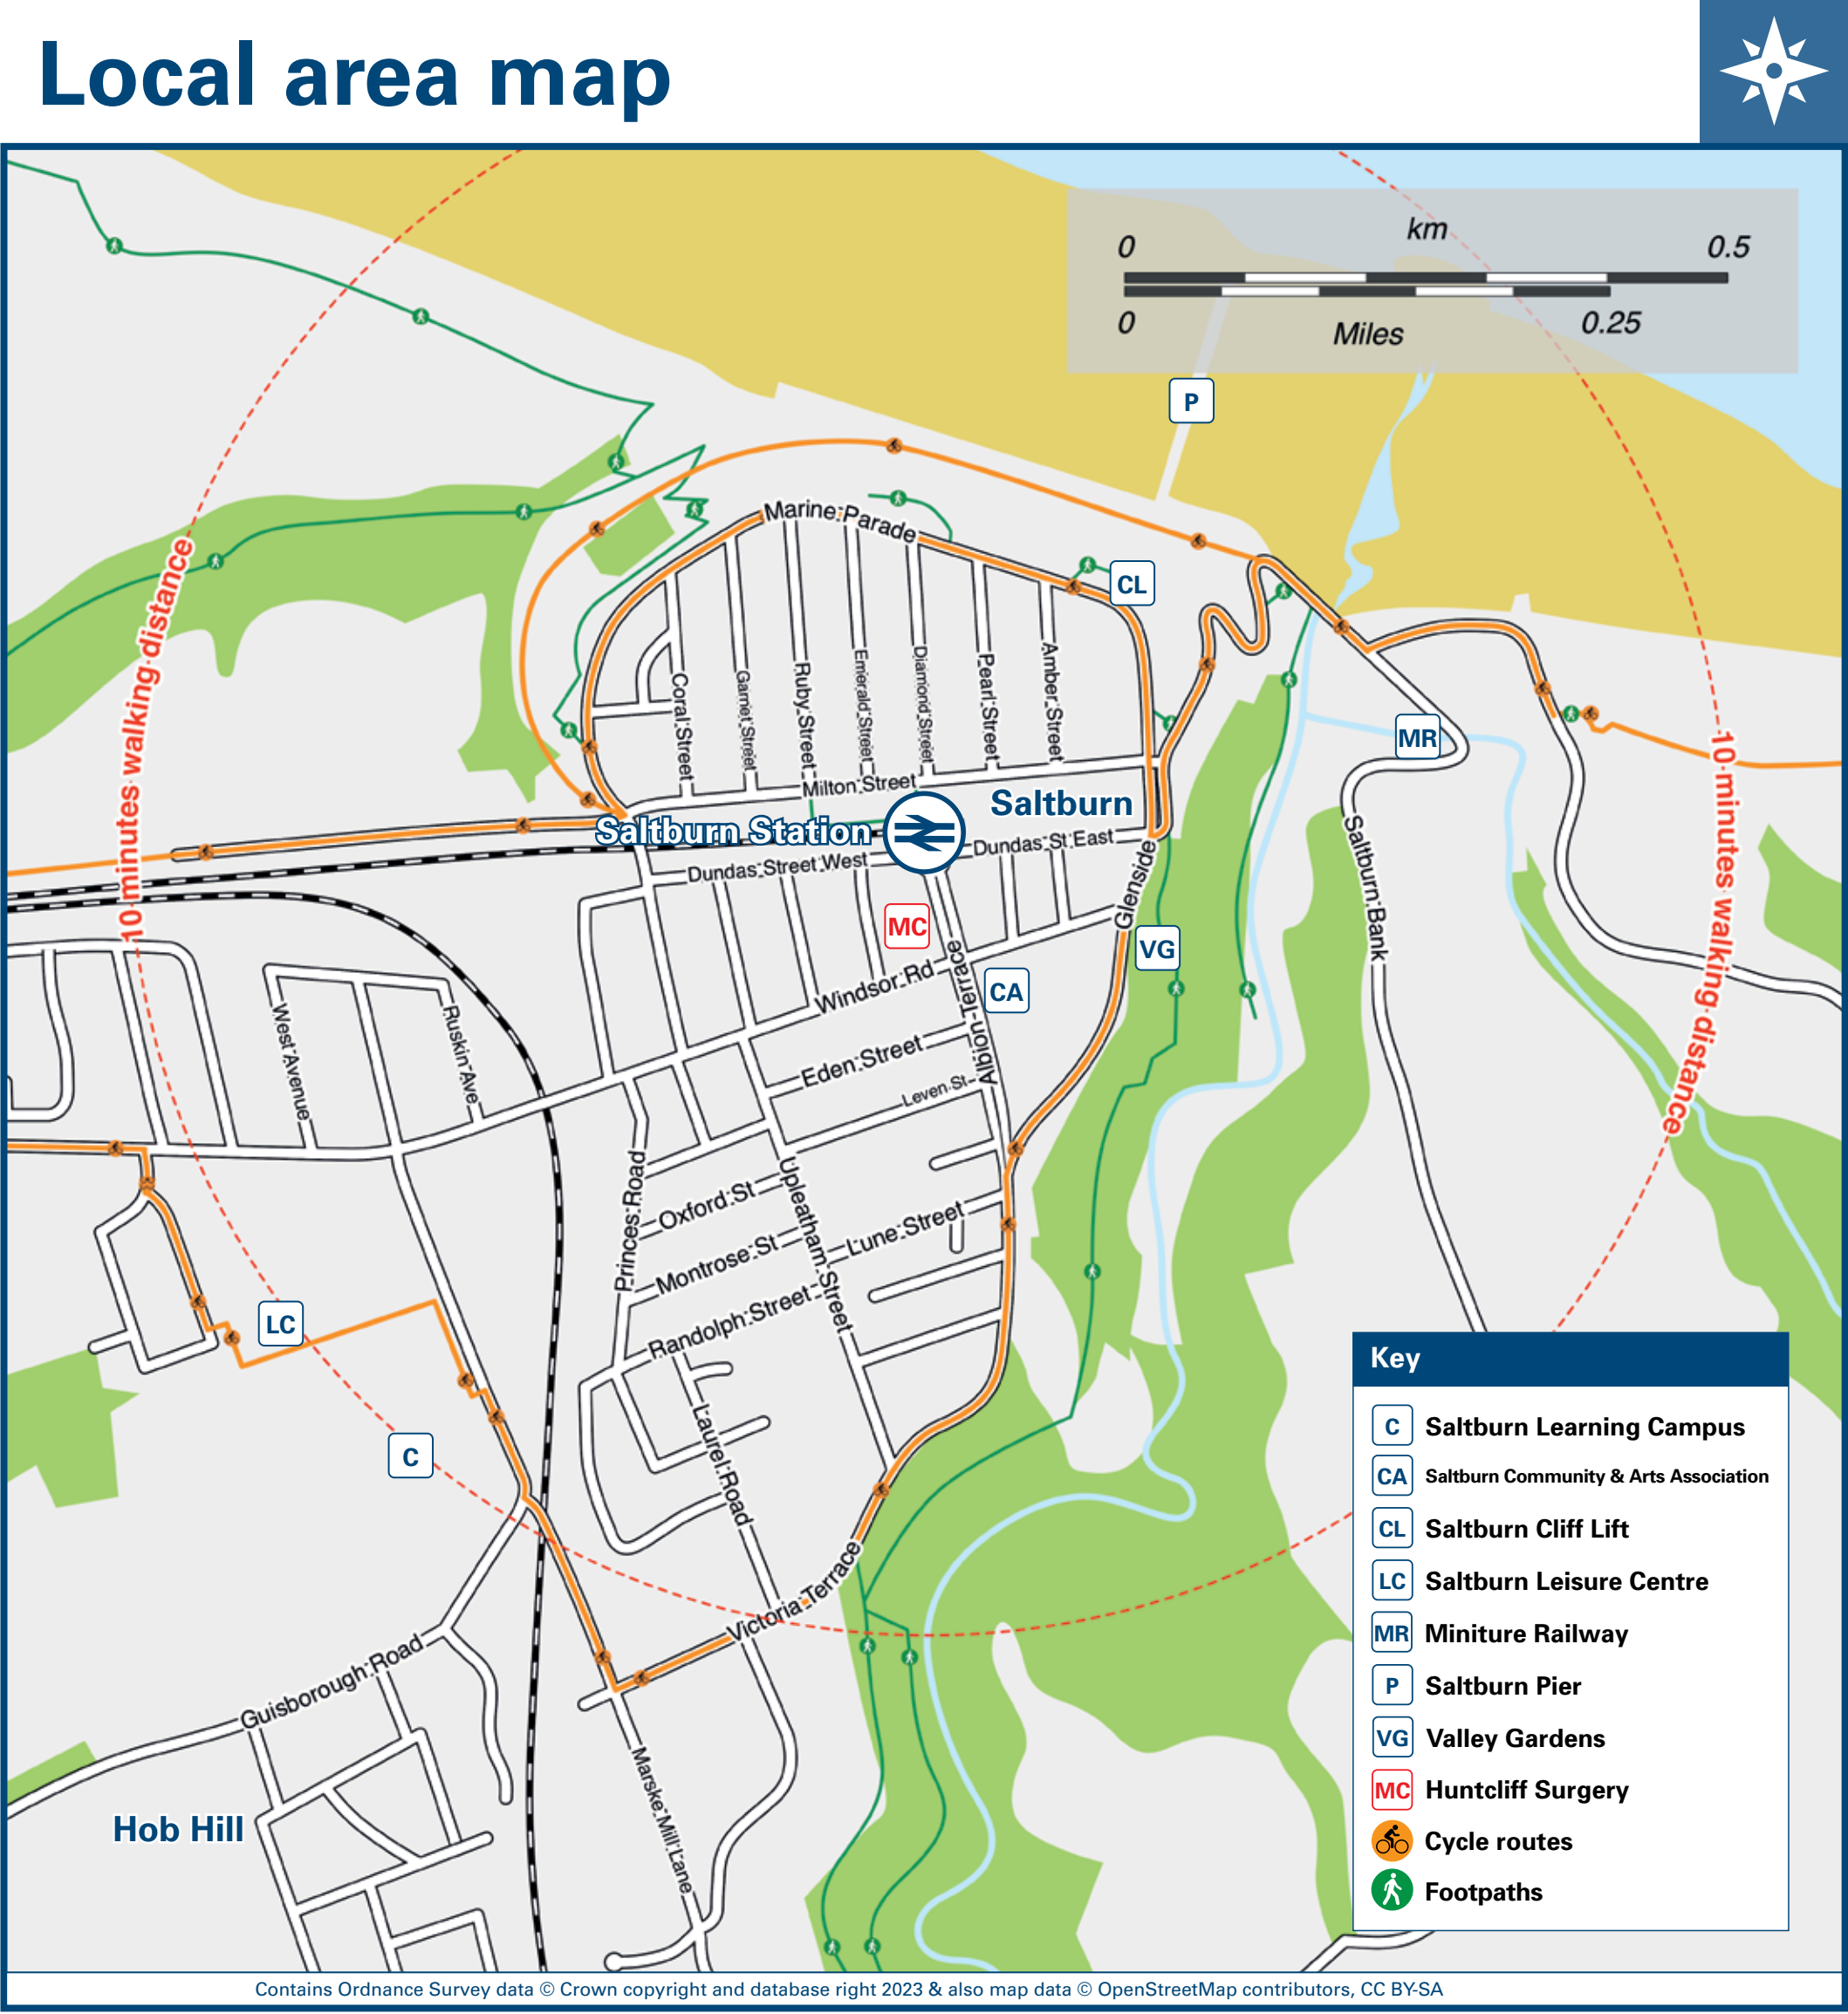 Local area map
km
0
0.5
0
0.25
Miles
P
Marine Parade
CL
10 minutes walking distance
Coral Street
Garnet Street
Ruby Street
Emerald Street
Diamond Street
Pearl Street
Amber Street
MR
10 minutes walking distance
Milton Street
Saltburn
Saltburn Station
Dundas St East
Dundas Street West
Glenside
Saltburn Bank
MC
VG
Windsor Rd
Albion Terrace
CA
West Avenue
Ruskin Ave
Eden Street
Leven St
Princes Road
Oxford St
Upleatham Street
Montrose St
Lune Street
Randolph Street
LC
C
Laurel Road
Victoria Terrace
Guisborough Road
Marske Mill Lane
Hob Hill
Key
C Saltburn Learning Campus
CA Saltburn Community & Arts Association
CL Saltburn Cliff Lift
LC Saltburn Leisure Centre
MR Miniture Railway
P Saltburn Pier
VG Valley Gardens
MC Huntcliff Surgery
Cycle routes
Footpaths
Contains Ordnance Survey data © Crown copyright and database right 2023 & also map data © OpenStreetMap contributors, CC BY-SA